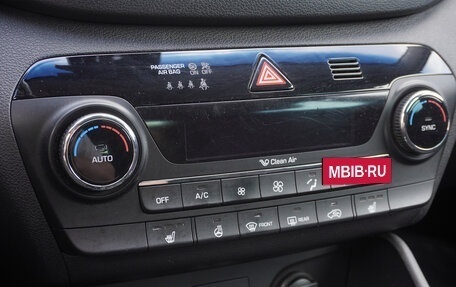 PASSENGER ON OFF
AIR BAG
AUTO
SYNC
Clean Air
MBIB·RU
OFF A/C
FRONT REAR